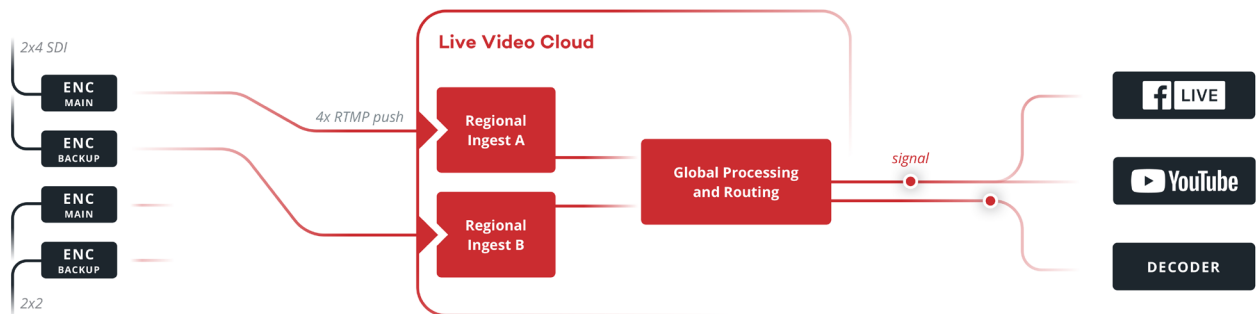 2x4 SDI
ENC
MAIN
ENC
BACKUP
ENC
MAIN
ENC
BACKUP
2x2
4x RTMP push
Live Video Cloud
Regional
Ingest A
Regional
Ingest B
Global Processing
and Routing
signal
f LIVE
YouTube
DECODER